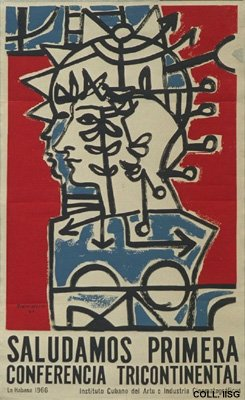 SALUDAMOS PRIMERA
CONFERENCIA TRICONTINENTAL
La Habana 1966 Instituto Cubano del Arte e Industria Cinematográficos
COLL. IISG